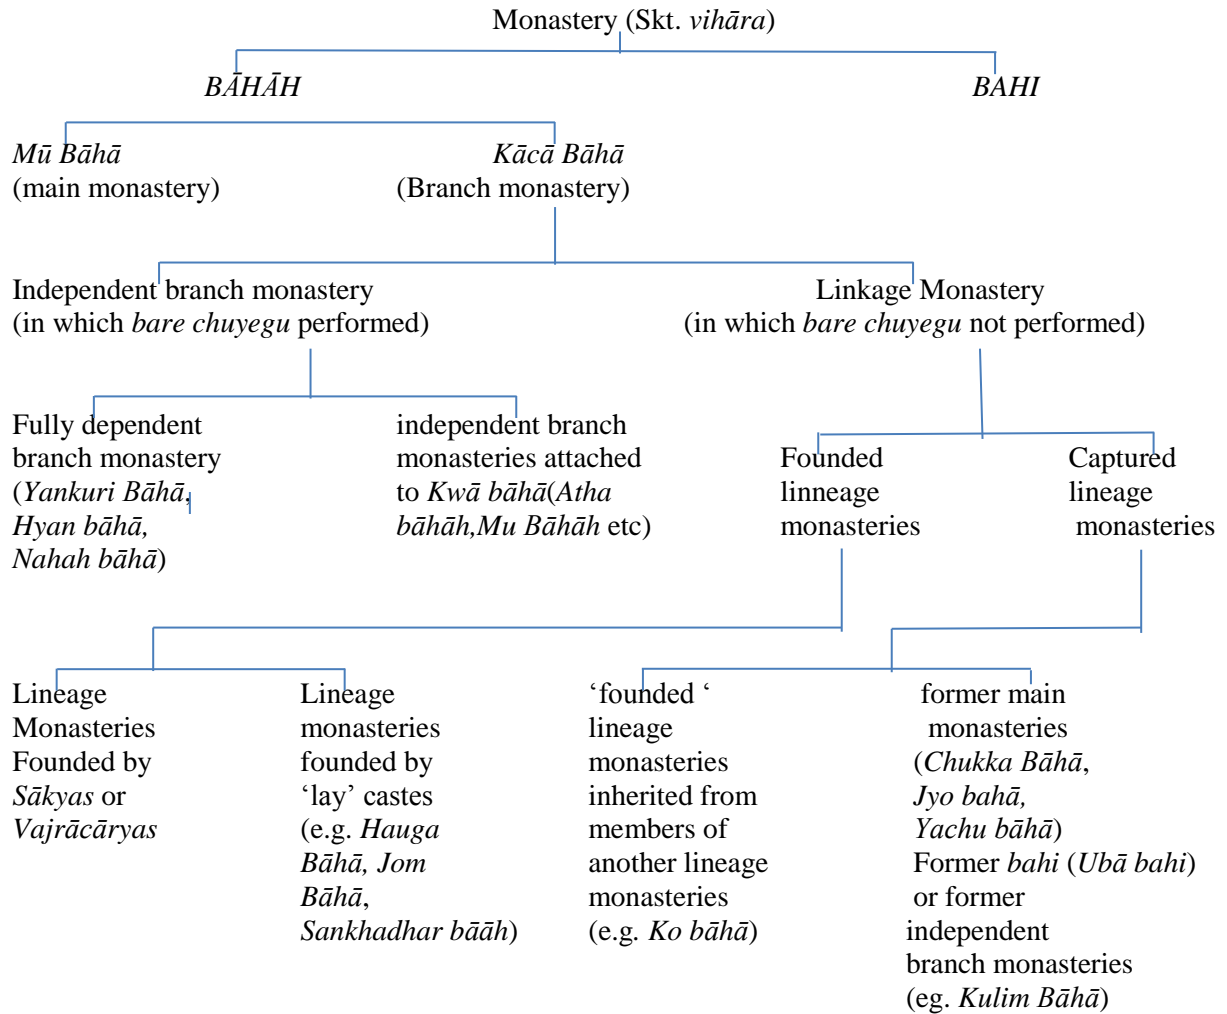 Monastery (Skt. vihāra)
BĀHĀH
BAHI
Mū Bāhā
(main monastery)
Kācā Bāhā
(Branch monastery)
Independent branch monastery
(in which bare chuyegu performed)
Linkage Monastery
(in which bare chuyegu not performed)
Fully dependent
branch monastery
(Yankuri Bāhā,
Hyan bāhā,
Nahah bāhā)
independent branch
monasteries attached
to Kwā bāhā(Atha
bāhāh,Mu Bāhāh etc)
Founded
linneage
monasteries
Captured
lineage
monasteries
Lineage
Monasteries
Founded by
Sākyas or
Vajrācāryas
Lineage
monasteries
founded by
‘lay’ castes
(e.g. Hauga
Bāhā, Jom
Bāhā,
Sankhadhar bāāh)
‘founded ‘
lineage
monasteries
inherited from
members of
another lineage
monasteries
(e.g. Ko bāhā)
former main
monasteries
(Chukka Bāhā,
Jyo bahā,
Yachu bāhā)
Former bahi (Ubā bahi)
or former
independent
branch monasteries
(eg. Kulim Bāhā)